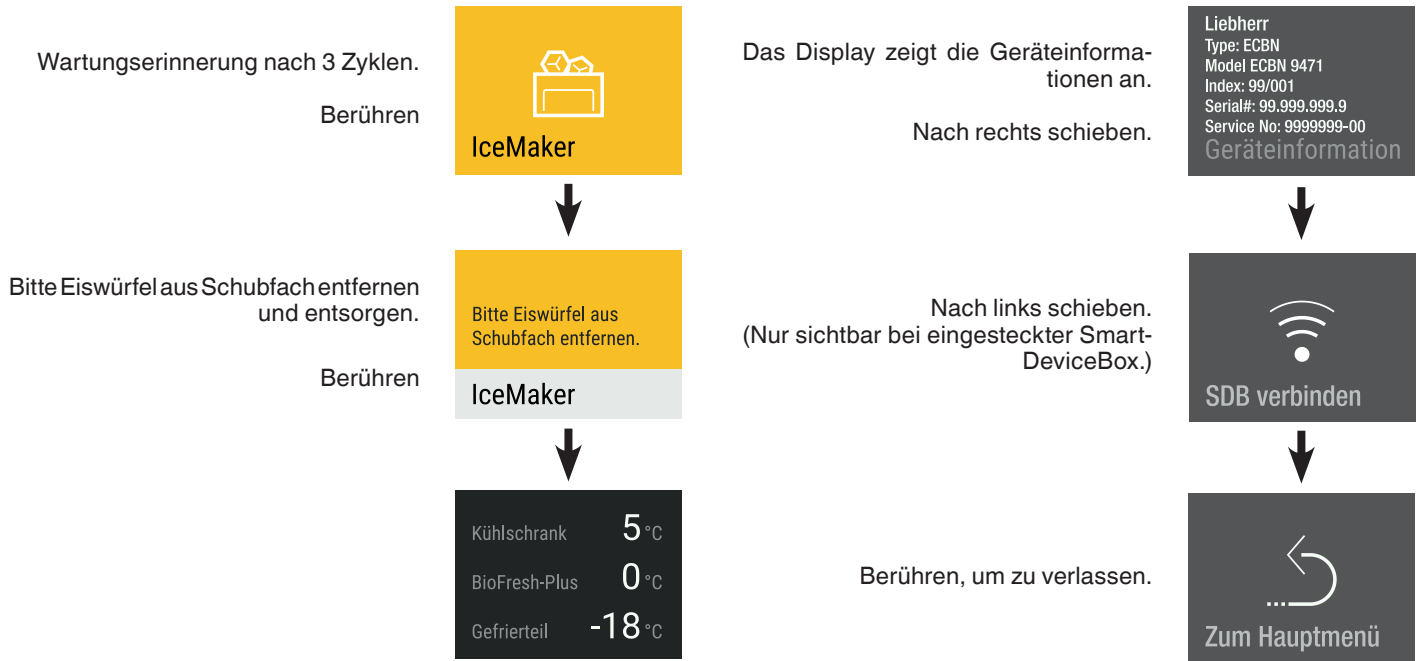 Wartungserinnerung nach 3 Zyklen.
Berühren
IceMaker
Bitte Eiswürfel aus Schubfach entfernen
und entsorgen.
Berühren
Bitte Eiswürfel aus
Schubfach entfernen.
IceMaker
Kühlschrank 5 °C
BioFresh-Plus 0 °C
Gefrierteil -18 °C
Das Display zeigt die Geräteinforma-
tionen an.
Nach rechts schieben.
Liebherr
Type: ECBN
Model ECBN 9471
Index: 99/001
Serial#: 99.999.999.9
Service No: 9999999-00
Geräteinformation
Nach links schieben.
(Nur sichtbar bei eingesteckter Smart-
DeviceBox.)
SDB verbinden
Berühren, um zu verlassen.
Zum Hauptmenü